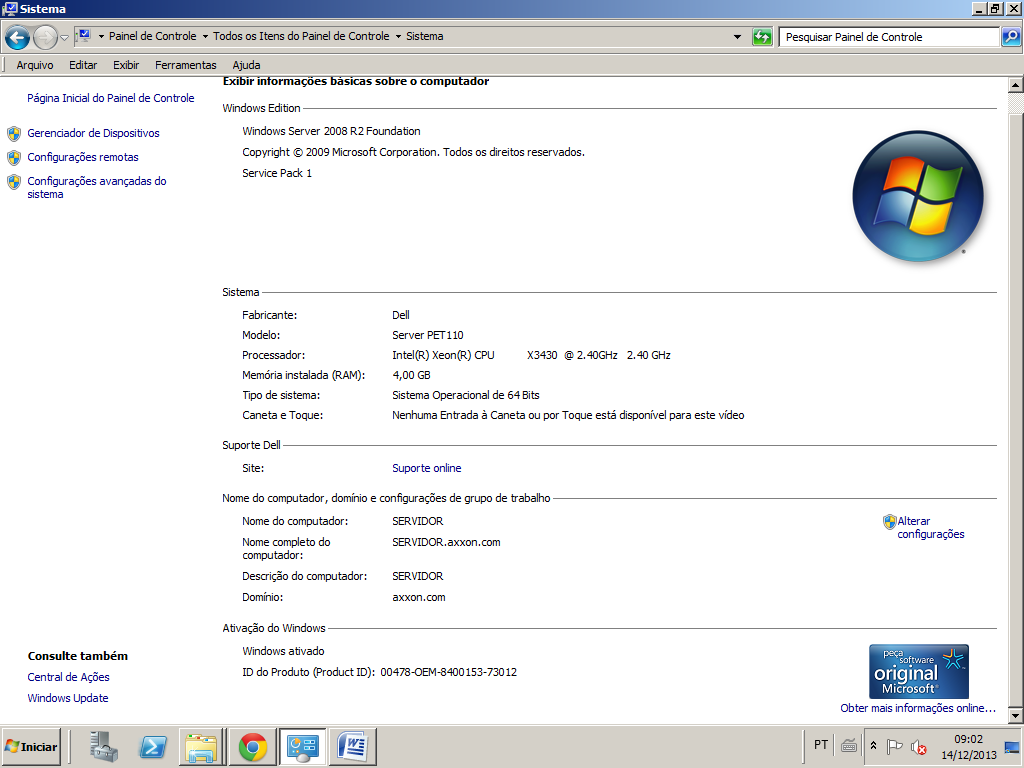 Sistema
Painel de Controle
Todos os Itens do Painel de Controle
Sistema
Pesquisar Painel de Controle
Arquivo Editar Exibir Ferramentas Ajuda
Página Inicial do Painel de Controle
Gerenciador de Dispositivos
Configurações remotas
Configurações avançadas do
sistema
Exibir informações básicas sobre o computador
Windows Edition
Windows Server 2008 R2 Foundation
Copyright © 2009 Microsoft Corporation. Todos os direitos reservados.
Service Pack 1
Sistema
Fabricante: Dell
Modelo: Server PET110
Processador: Intel(R) Xeon(R) CPU X3430 @ 2.40GHz 2.40 GHz
Memória instalada (RAM): 4,00 GB
Tipo de sistema: Sistema Operacional de 64 Bits
Caneta e Toque: Nenhuma Entrada à Caneta ou por Toque está disponível para este vídeo
Suporte Dell
Site: Suporte online
Nome do computador, domínio e configurações de grupo de trabalho
Nome do computador: SERVIDOR
Alterar
configurações
Nome completo do
computador:
SERVIDOR.axxon.com
Descrição do computador: SERVIDOR
Domínio: axxon.com
Ativação do Windows
Windows ativado
ID do Produto (Product ID): 00478-OEM-8400153-73012
peça
software
original
Microsoft®
Obter mais informações online...
Consulte também
Central de Ações
Windows Update
Iniciar
PT
09:02
14/12/2013